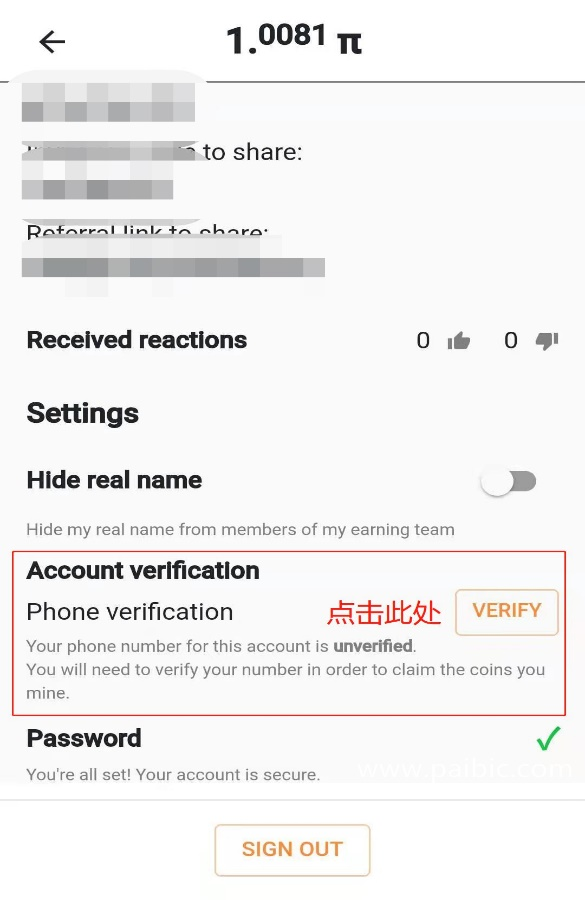 1.0081 π
to share:
Referral link to share:
Received reactions
0
0
Settings
Hide real name
Hide my real name from members of my earning team
Account verification
Phone verification
点击此处
VERIFY
Your phone number for this account is unverified.
You will need to verify your number in order to claim the coins you
mine.
Password
You're all set! Your account is secure.
www.paibic.com
SIGN OUT